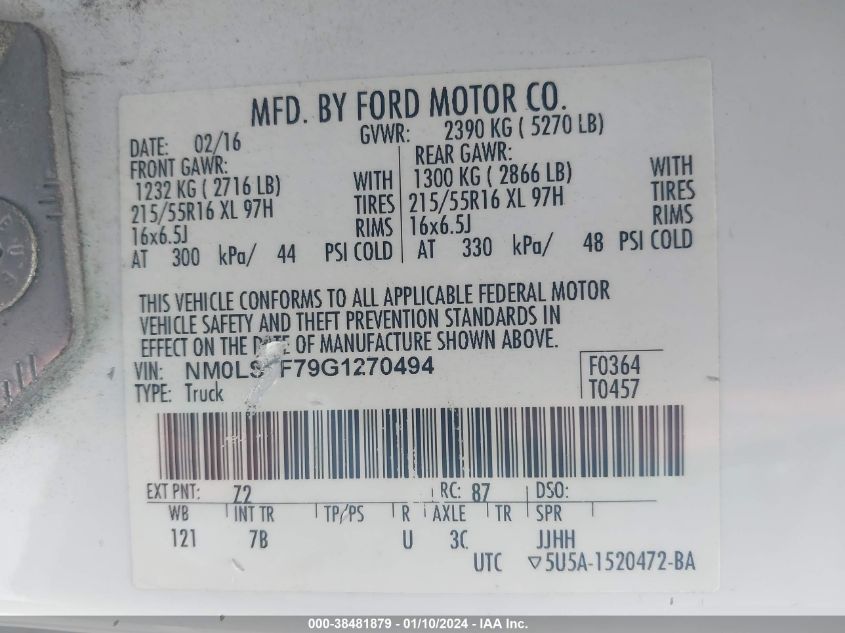 MFD. BY FORD MOTOR CO.
DATE: 02/16 GVWR: 2390 KG ( 5270 LB)
FRONT GAWR: REAR GAWR:
1232 KG ( 2716 LB) WITH 1300 KG ( 2866 LB) WITH
215/55R16 XL 97H TIRES 215/55R16 XL 97H TIRES
16x6.5J RIMS 16x6.5J RIMS
AT 300 kPa/ 44 PSI COLD AT 330 kPa/ 48 PSI COLD
THIS VEHICLE CONFORMS TO ALL APPLICABLE FEDERAL MOTOR
VEHICLE SAFETY AND THEFT PREVENTION STANDARDS IN
EFFECT ON THE DATE OF MANUFACTURE SHOWN ABOVE.
VIN: F0364
TYPE: Truck T0457
EXT PNT: Z2 RC: 87 DSO:
WB INT TR TP/PS R AXLE TR SPR
121 7B U 3C JJHH
UTC ▽5U5A-1520472-BA
000-38481879 - 01/10/2024 - IAA Inc.